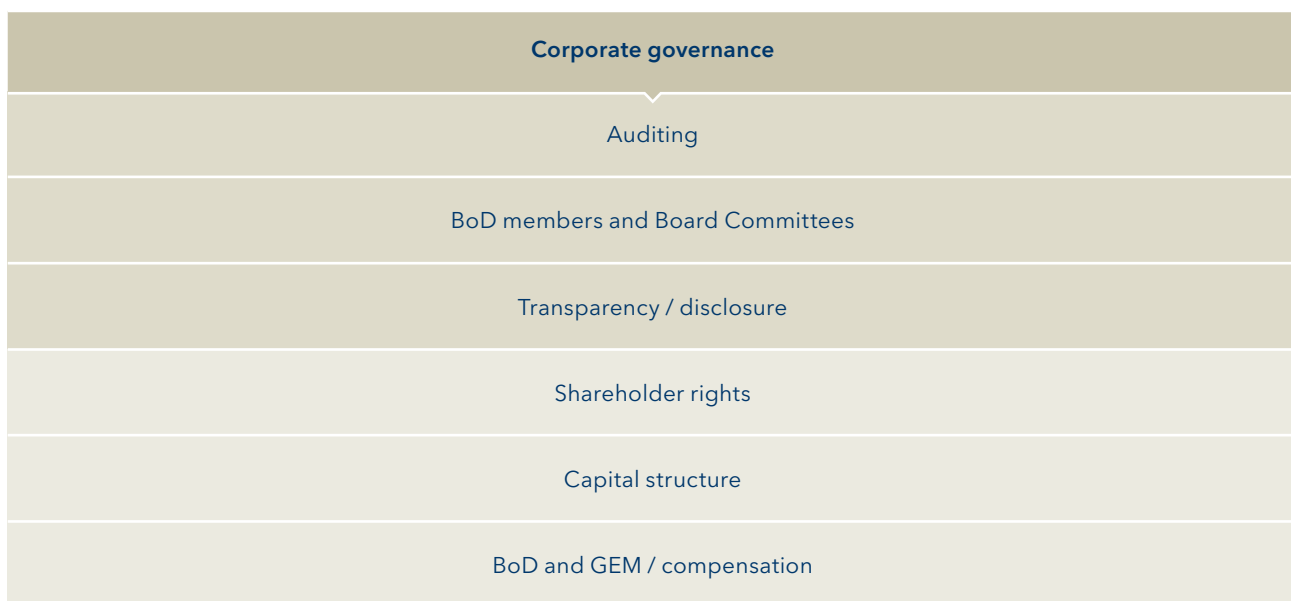 Corporate governance
Auditing
BoD members and Board Committees
Transparency / disclosure
Shareholder rights
Capital structure
BoD and GEM / compensation